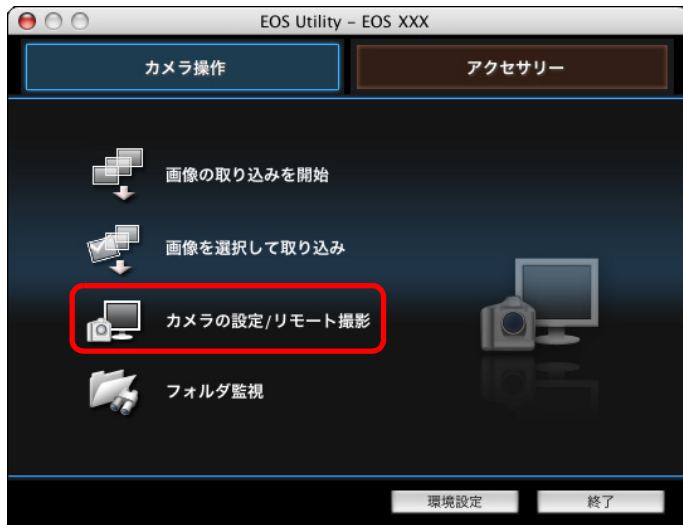 EOS Utility – EOS XXX
カメラ操作
アクセサリー
画像の取り込みを開始
画像を選択して取り込み
カメラの設定/リモート撮影
フォルダ監視
環境設定
終了